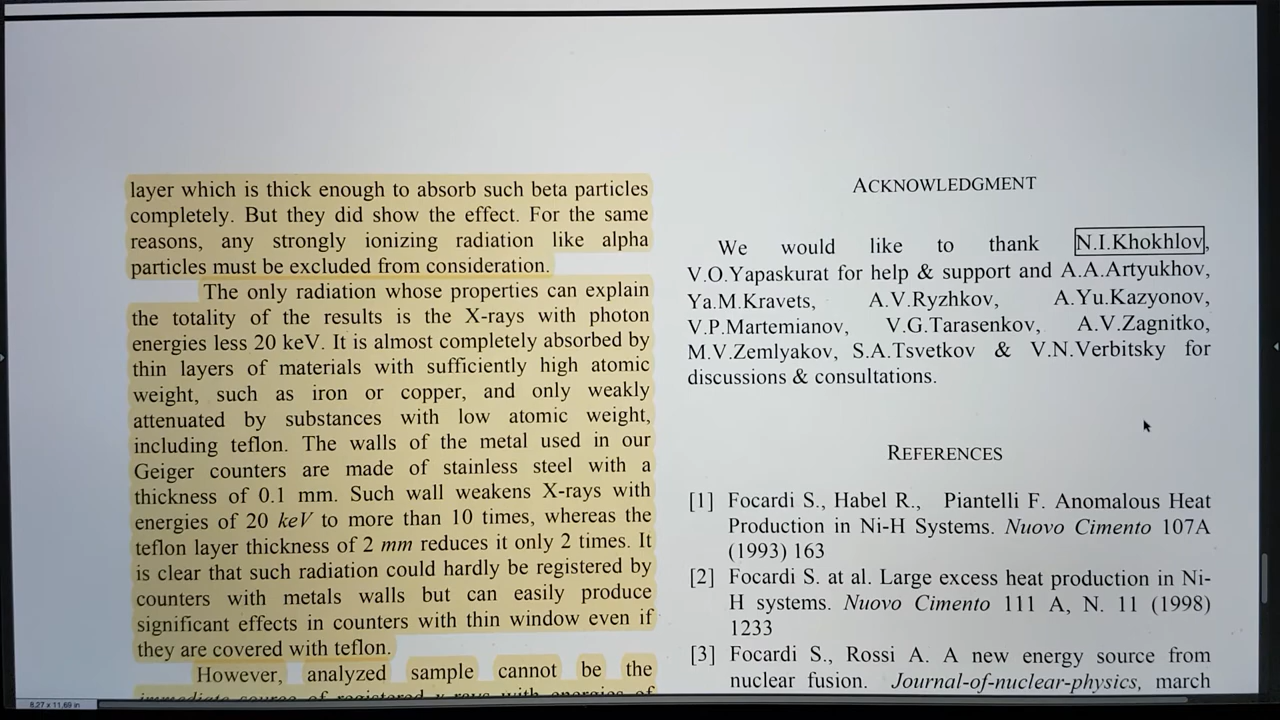 layer which is thick enough to absorb such beta particles
completely. But they did show the effect. For the same
reasons, any strongly ionizing radiation like alpha
particles must be excluded from consideration.
The only radiation whose properties can explain
the totality of the results is the X-rays with photon
energies less 20 keV. It is almost completely absorbed by
thin layers of materials with sufficiently high atomic
weight, such as iron or copper, and only weakly
attenuated by substances with low atomic weight,
including teflon. The walls of the metal used in our
Geiger counters are made of stainless steel with a
thickness of 0.1 mm. Such wall weakens X-rays with
energies of 20 keV to more than 10 times, whereas the
teflon layer thickness of 2 mm reduces it only 2 times. It
is clear that such radiation could hardly be registered by
counters with metals walls but can easily produce
significant effects in counters with thin window even if
they are covered with teflon.
However, analyzed sample cannot be the
immediate source of registered x-rays with energies of
ACKNOWLEDGMENT
We would like to thank N.I.Khokhlov,
V.O.Yapaskurat for help & support and A.A.Artyukhov,
Ya.M.Kravets, A.V.Ryzhkov, A.Yu.Kazyonov,
V.P.Martemianov, V.G.Tarasenkov, A.V.Zagnitko,
M.V.Zemlyakov, S.A.Tsvetkov & V.N.Verbitsky for
discussions & consultations.
REFERENCES
[1] Focardi S., Habel R., Piantelli F. Anomalous Heat
Production in Ni-H Systems. Nuovo Cimento 107A
(1993) 163
[2] Focardi S. at al. Large excess heat production in Ni-
H systems. Nuovo Cimento 111 A, N. 11 (1998)
1233
[3] Focardi S., Rossi A. A new energy source from
nuclear fusion. Journal-of-nuclear-physics, march
8,27 x 11,69 in